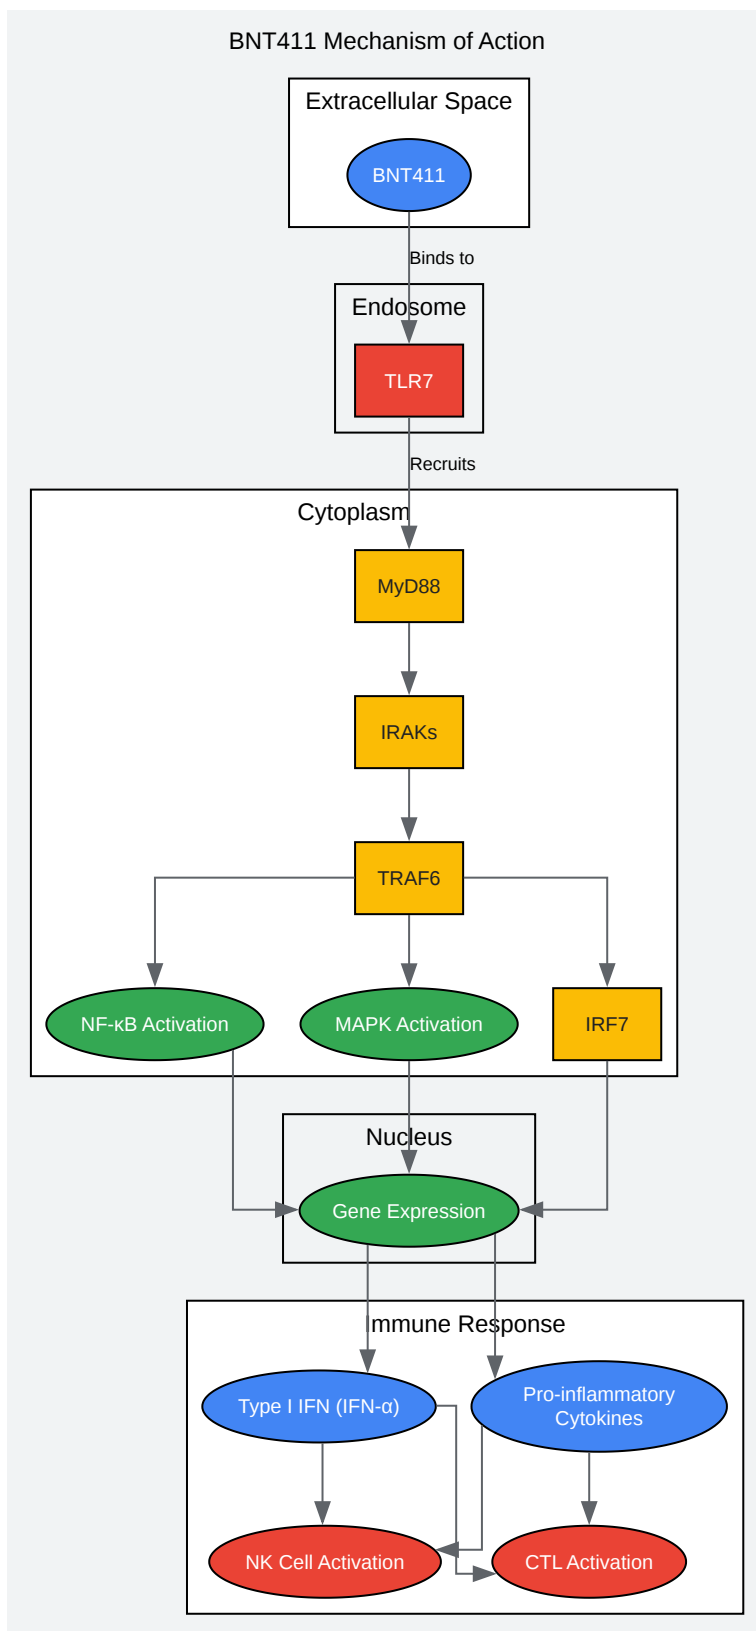 BNT411 Mechanism of Action
Extracellular Space
BNT411
Binds to
Endosome
TLR7
Recruits
Cytoplasm
MyD88
IRAKs
TRAF6
NF-κB Activation
MAPK Activation
IRF7
Nucleus
Gene Expression
Immune Response
Type I IFN (IFN-α)
Pro-inflammatory
Cytokines
NK Cell Activation
CTL Activation